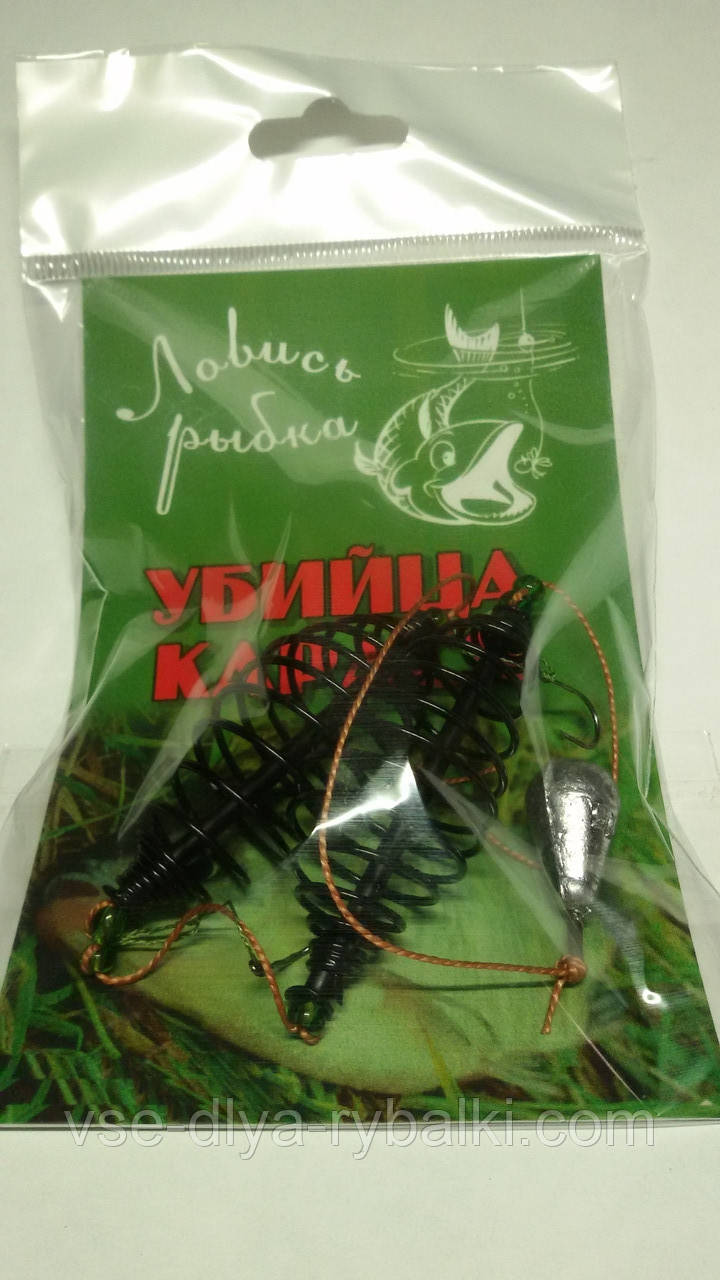 Ловись
рыбка
УБИЙЦА
vse-dlya-rybalki.com